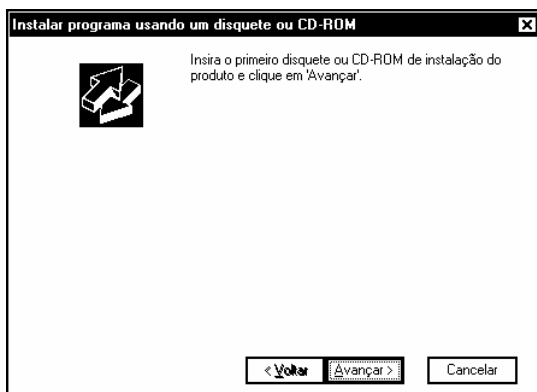 Instalar programa usando um disquete ou CD-ROM
Insira o primeiro disquete ou CD-ROM de instalação do
produto e clique em 'Avançar'.
< Voltar Avançar > Cancelar